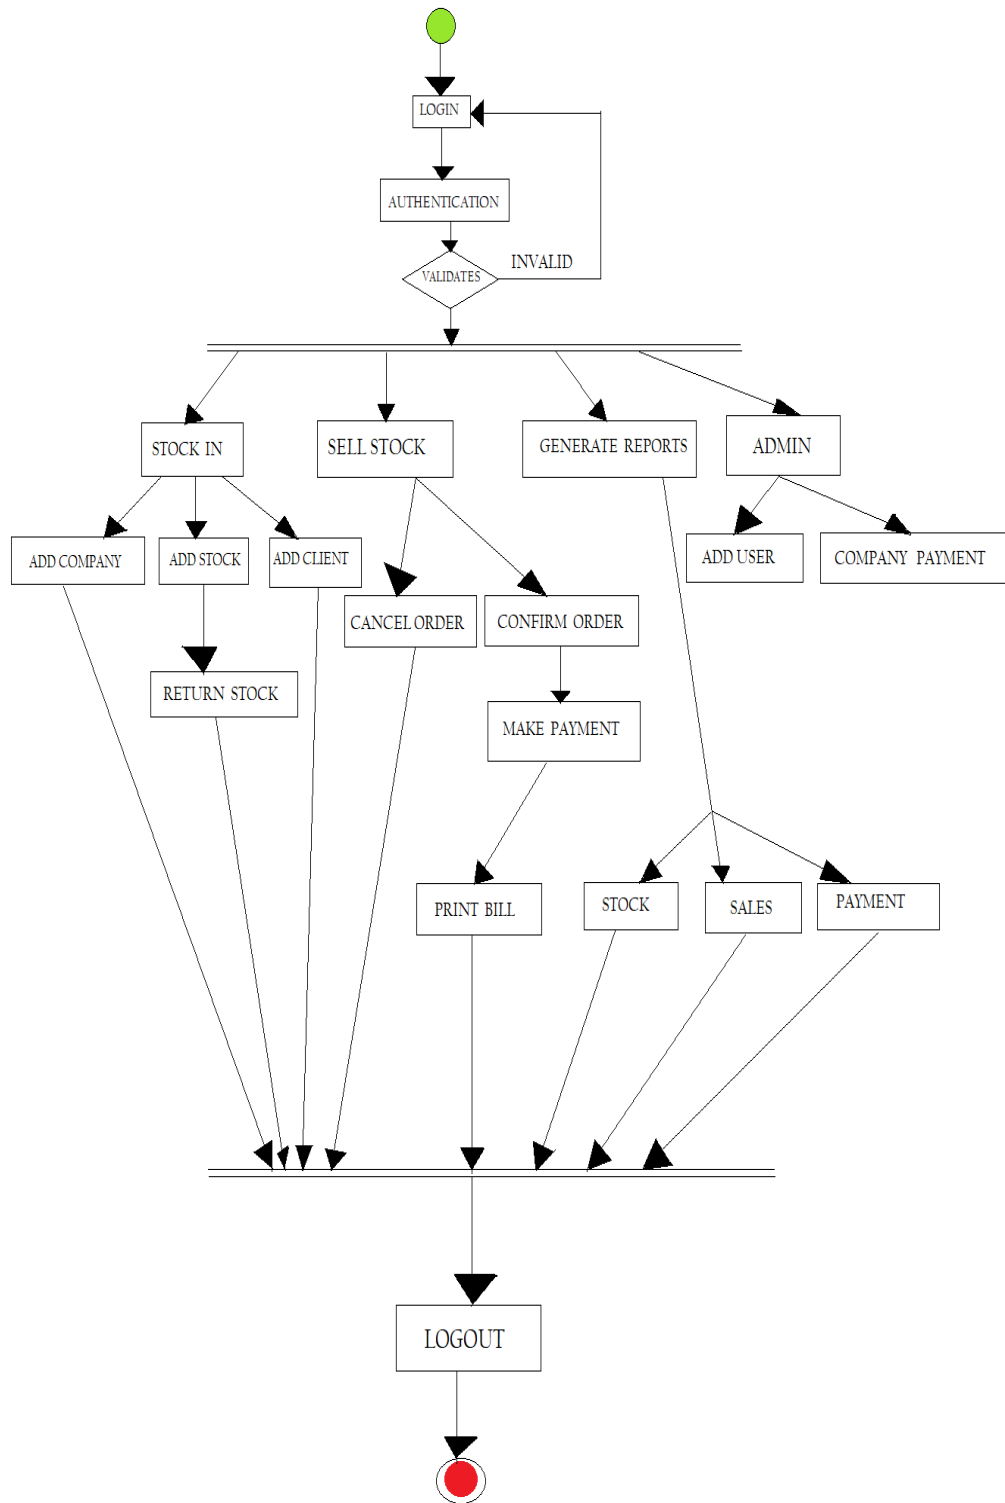 LOGIN
AUTHENTICATION
VALIDATES
INVALID
STOCK IN
SELL STOCK
GENERATE REPORTS
ADMIN
ADD COMPANY
ADD STOCK
ADD CLIENT
ADD USER
COMPANY PAYMENT
CANCEL ORDER
CONFIRM ORDER
RETURN STOCK
MAKE PAYMENT
PRINT BILL
STOCK
SALES
PAYMENT
LOGOUT